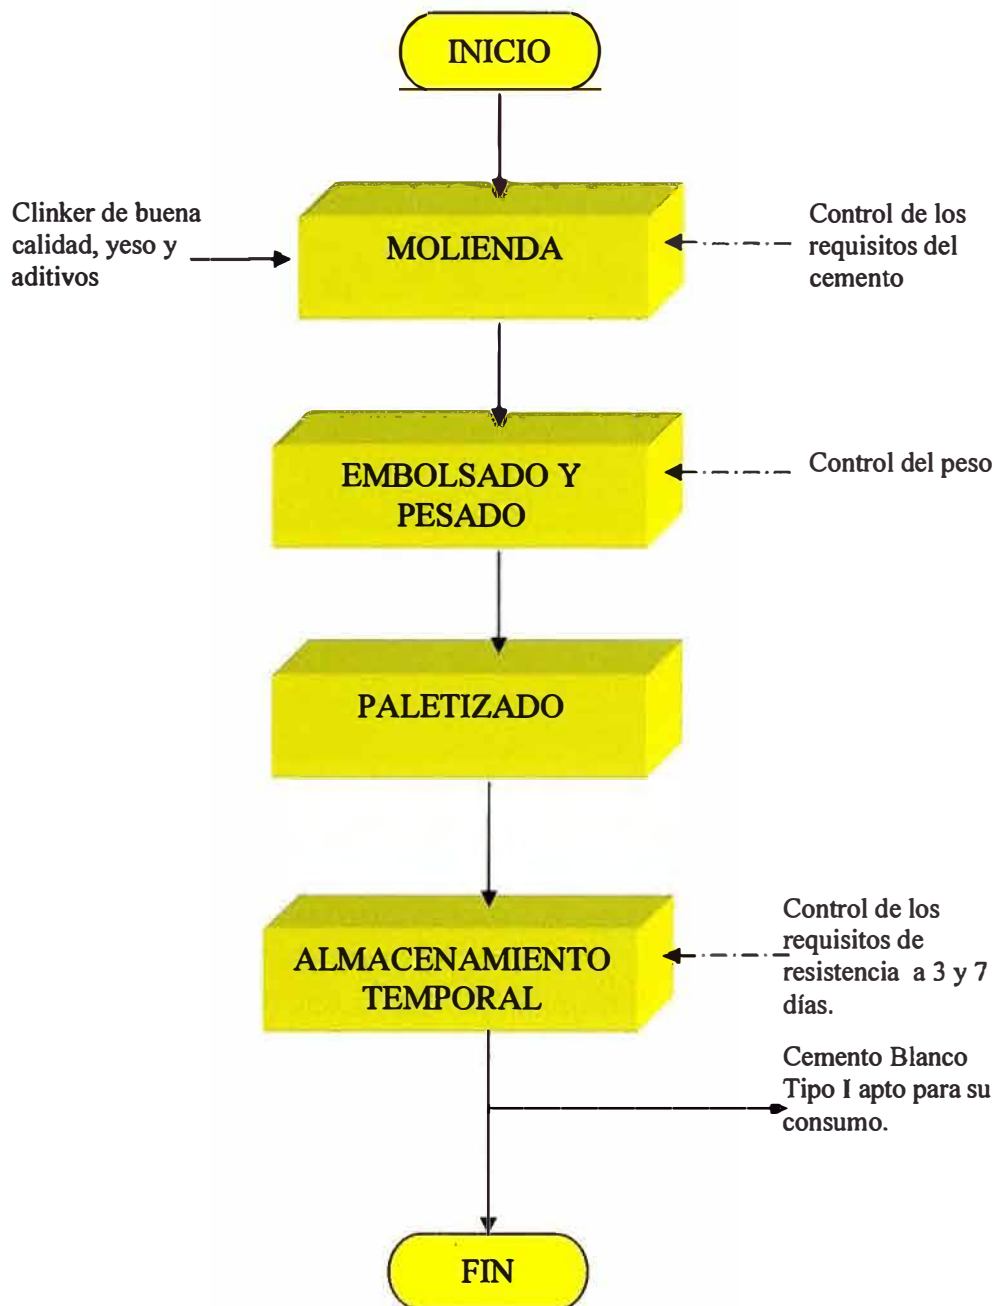 INICIO
Clinker de buena
calidad, yeso y
aditivos
MOLIENDA
Control de los
requisitos del
cemento
EMBOLSADO Y
PESADO
Control del peso
PALETIZADO
ALMACENAMIENTO
TEMPORAL
Control de los
requisitos de
resistencia a 3 y 7
días.
Cemento Blanco
Tipo I apto para su
consumo.
FIN